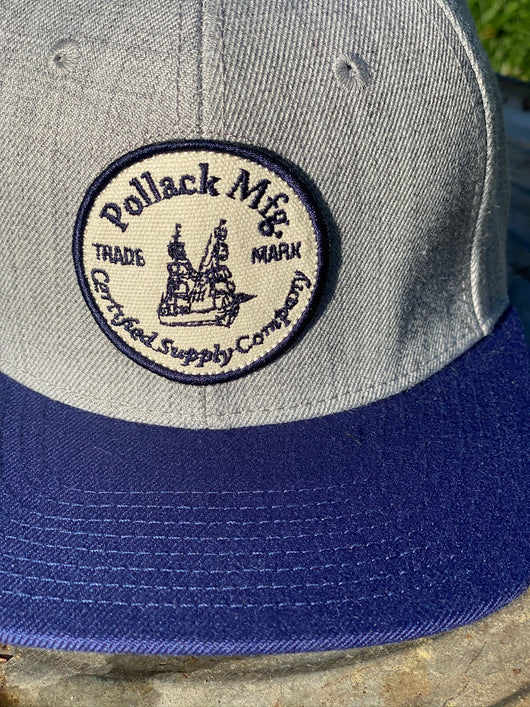 Pollack Mfg.
TRADE MARK
Certified Supply Company